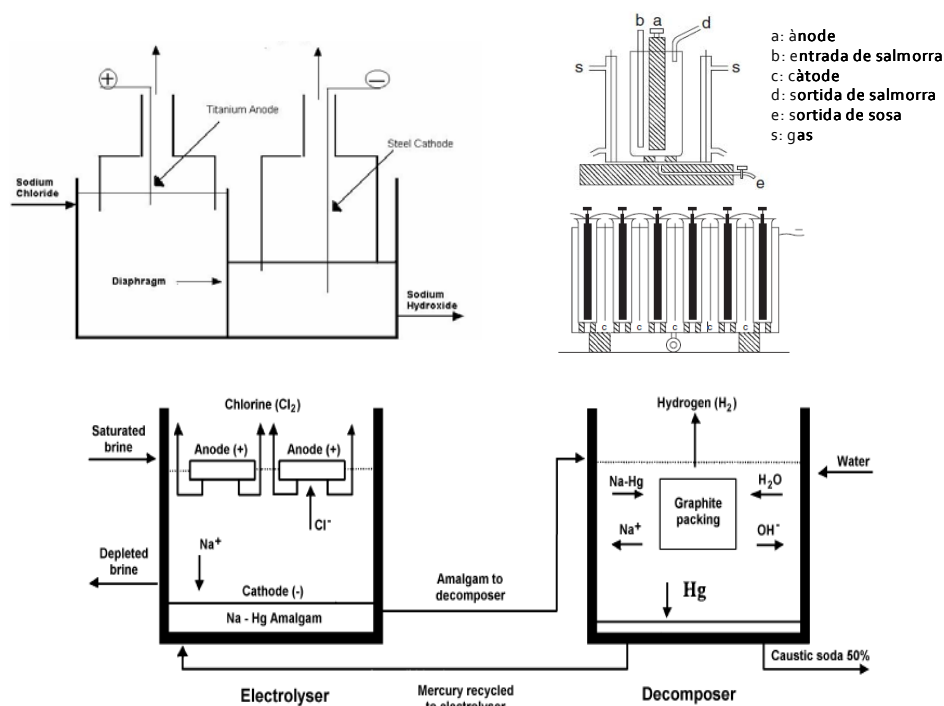 +
−
Titanium Anode
Steel Cathode
Sodium
Chloride
Diaphragm
Sodium
Hydroxide
b a d
s s
e
a: ànode
b: entrada de salmorra
c: càtode
d: sortida de salmorra
e: sortida de sosa
s: gas
−
c c c c c
Chlorine (Cl₂)
Saturated
brine
Anode (+) Anode (+)
Cl⁻
Na⁺
Depleted
brine
Cathode (-)
Na - Hg Amalgam
Electrolyser
Amalgam to
decomposer
Mercury recycled
to electrolyser
Hydrogen (H₂)
Water
Na-Hg H₂O
Graphite
packing
Na⁺ OH⁻
Hg
Caustic soda 50%
Decomposer